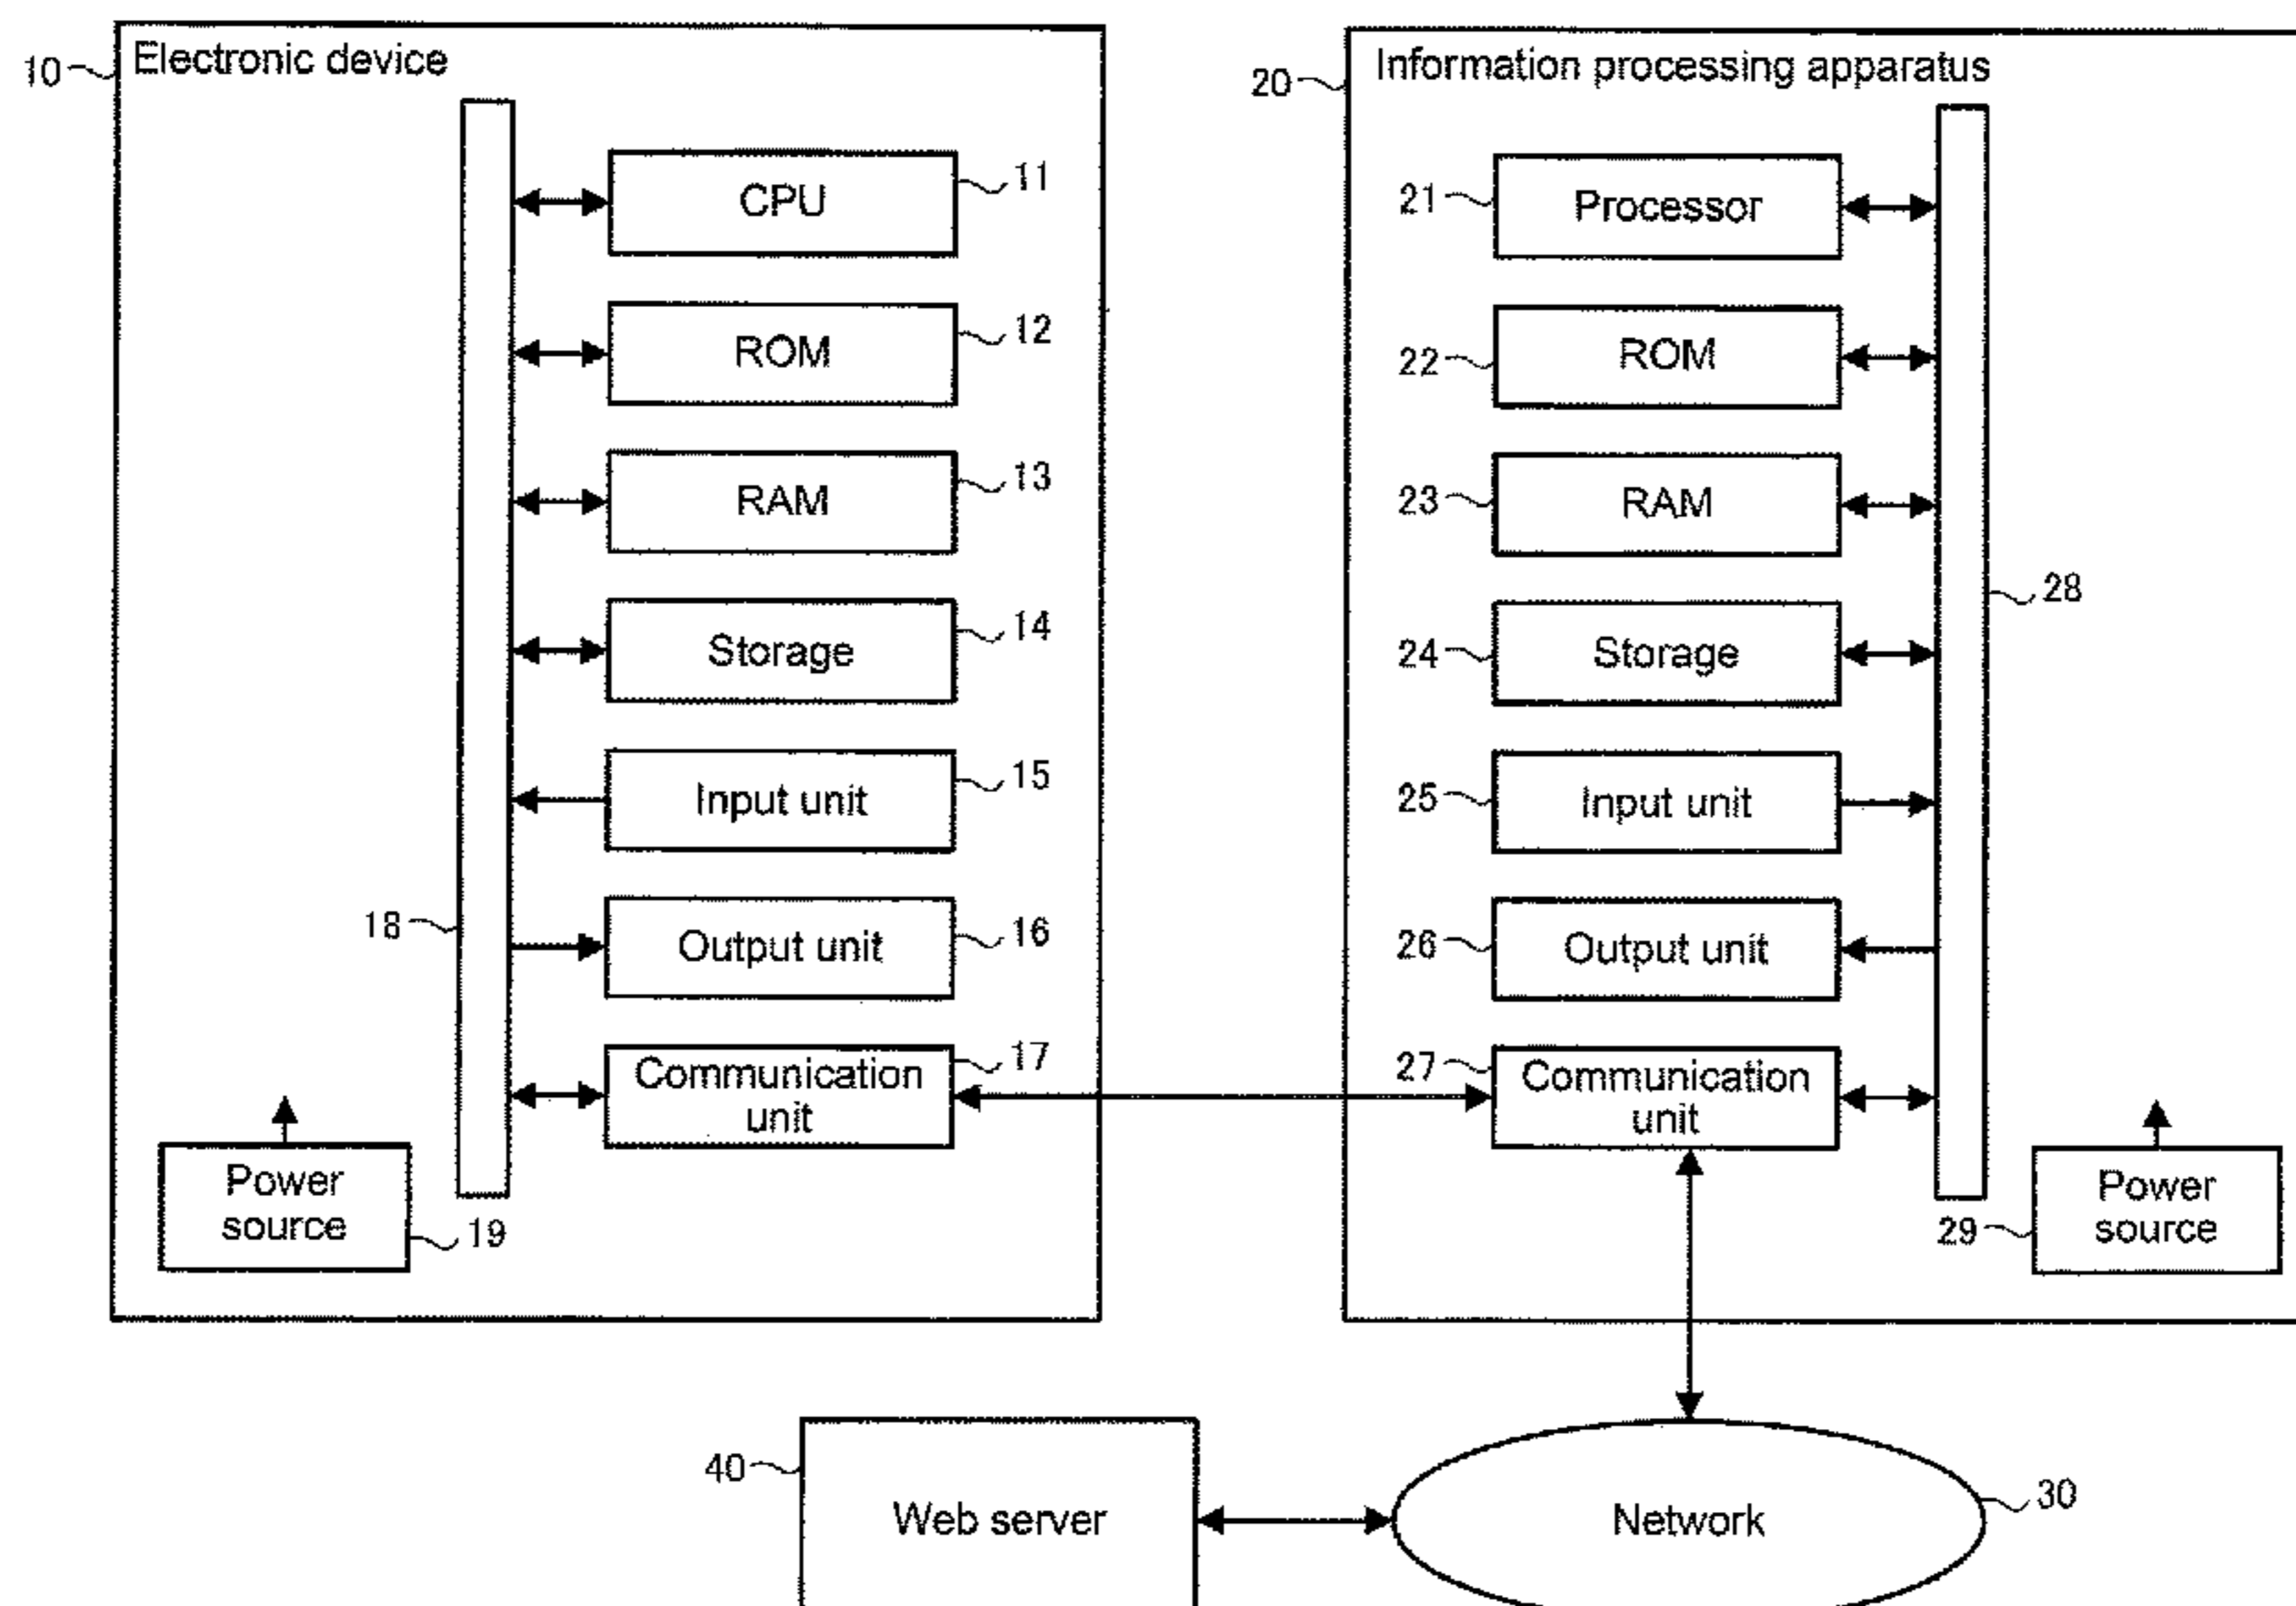 10
Electronic device
CPU
11
ROM
12
RAM
13
Storage
14
Input unit
15
18
Output unit
16
Communication
unit
17
Power
source
19
20
Information processing apparatus
21
Processor
22
ROM
23
RAM
24
Storage
28
25
Input unit
26
Output unit
27
Communication
unit
29
Power
source
40
Web server
Network
30